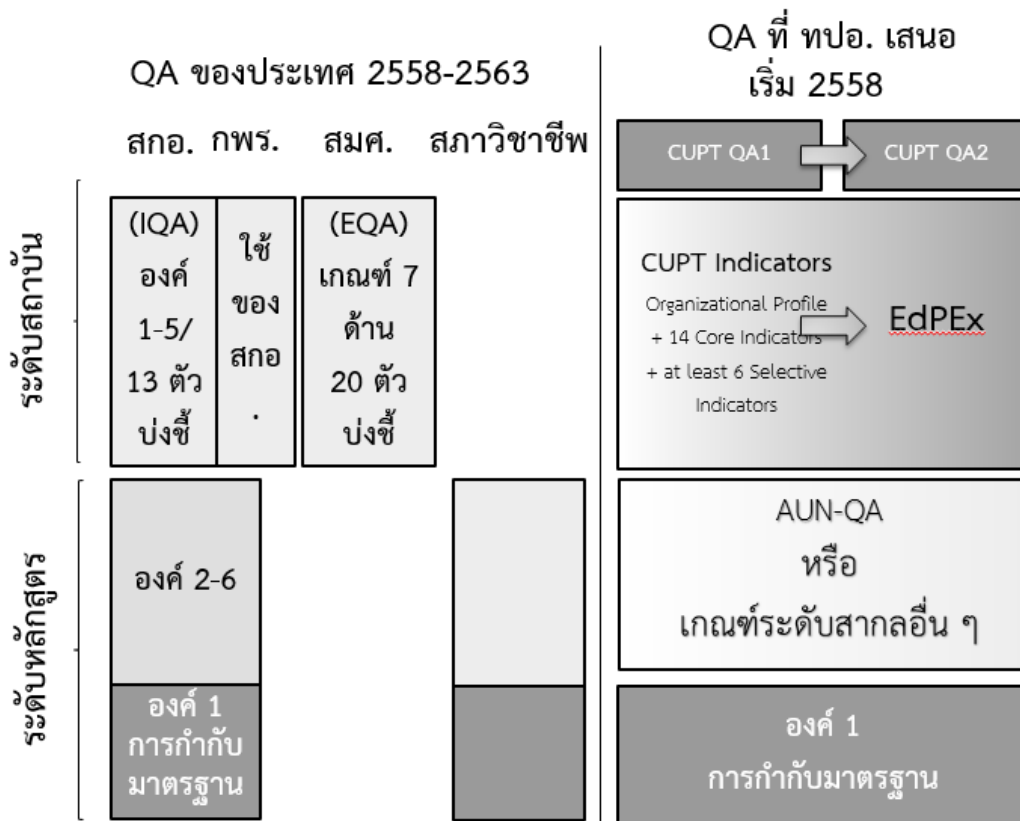 QA ของประเทศ 2558-2563
สกอ. กพร. สมศ. สภาวิชาชีพ
ระดับสถาบัน
(IQA)
องค์
1-5/
13 ตัว
บ่งชี้
ใช้
ของ
สกอ
.
(EQA)
เกณฑ์ 7
ด้าน
20 ตัว
บ่งชี้
ระดับหลักสูตร
องค์ 2-6
องค์ 1
การกำกับ
มาตรฐาน
QA ที่ ทปอ. เสนอ
เริ่ม 2558
CUPT QA1
CUPT QA2
CUPT Indicators
Organizational Profile
+ 14 Core Indicators
+ at least 6 Selective
Indicators
EdPEx
AUN-QA
หรือ
เกณฑ์ระดับสากลอื่น ๆ
องค์ 1
การกำกับมาตรฐาน